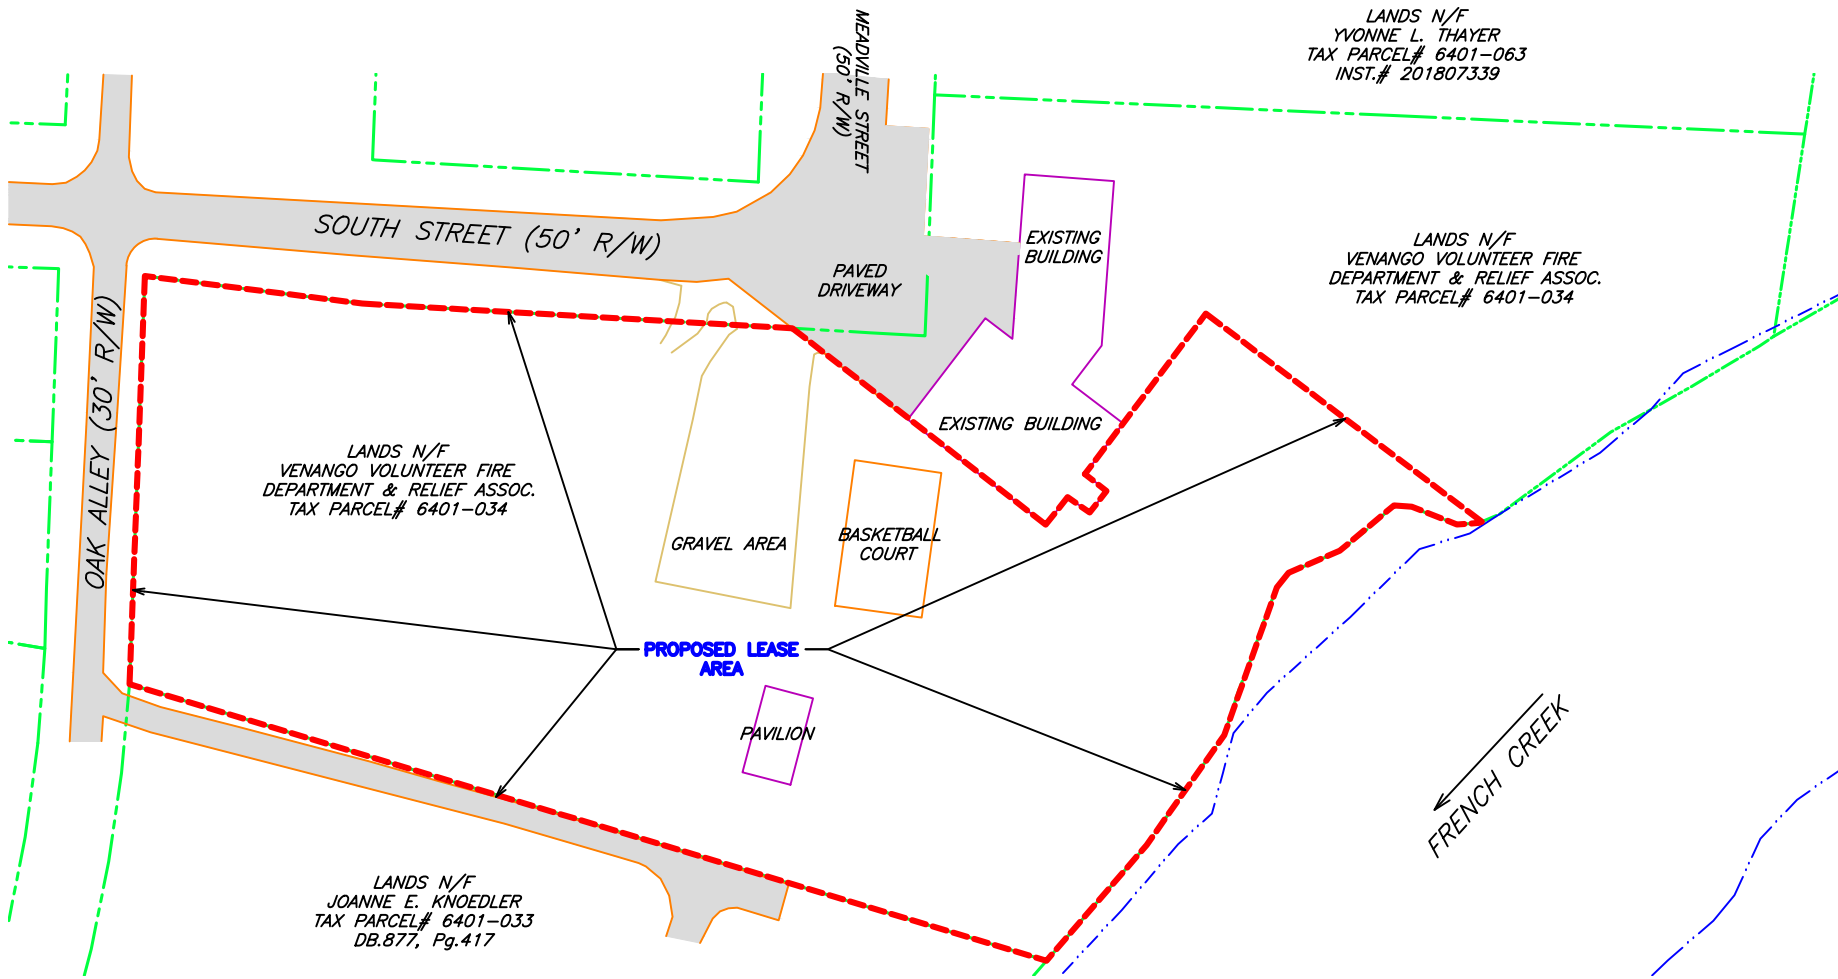 LANDS N/F
YVONNE L. THAYER
TAX PARCEL# 6401-063
INST.# 201807339
MEADVILLE STREET
(50' R/W)
SOUTH STREET (50' R/W)
PAVED
DRIVEWAY
EXISTING
BUILDING
LANDS N/F
VENANGO VOLUNTEER FIRE
DEPARTMENT & RELIEF ASSOC.
TAX PARCEL# 6401-034
OAK ALLEY (30' R/W)
EXISTING BUILDING
LANDS N/F
VENANGO VOLUNTEER FIRE
DEPARTMENT & RELIEF ASSOC.
TAX PARCEL# 6401-034
GRAVEL AREA
BASKETBALL
COURT
PROPOSED LEASE
AREA
PAVILION
FRENCH CREEK
LANDS N/F
JOANNE E. KNOEDLER
TAX PARCEL# 6401-033
DB.877, Pg.417